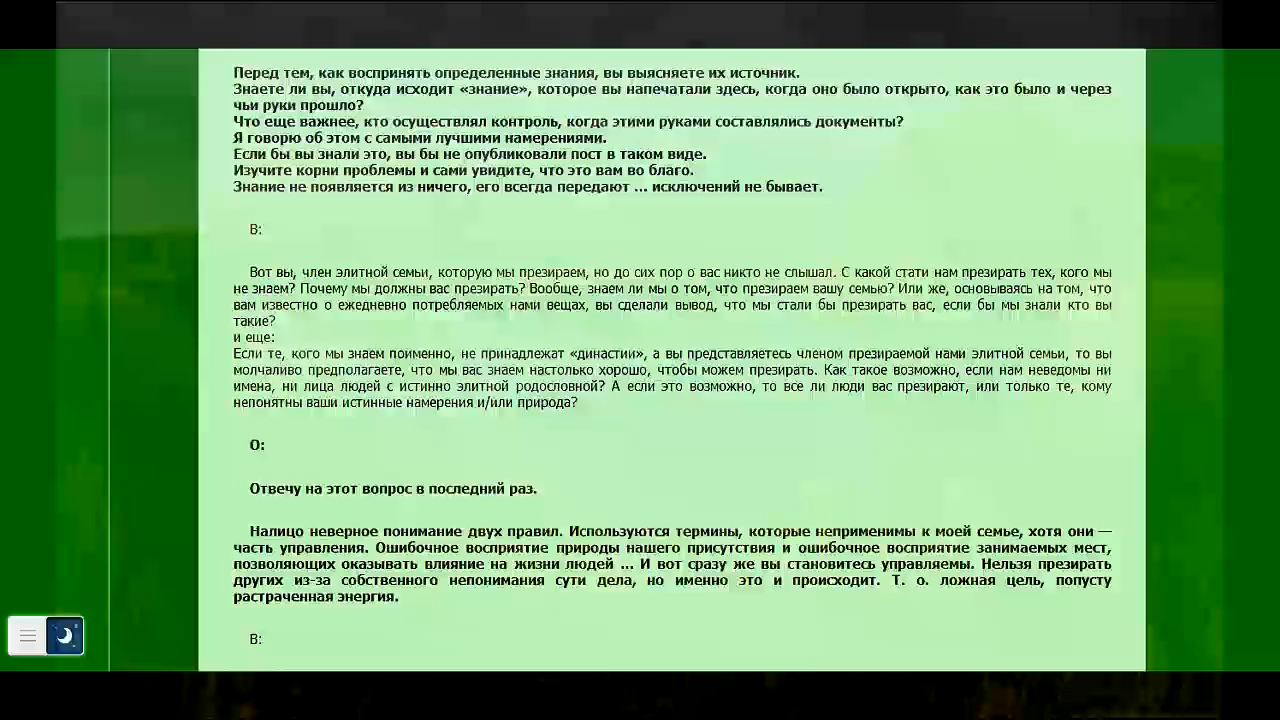 Перед тем, как воспринять определенные знания, вы выясняете их источник.
Знаете ли вы, откуда исходит «знание», которое вы напечатали здесь, когда оно было открыто, как это было и через
чьи руки прошло?
Что еще важнее, кто осуществлял контроль, когда этими руками составлялись документы?
Я говорю об этом с самыми лучшими намерениями.
Если бы вы знали это, вы бы не опубликовали пост в таком виде.
Изучите корни проблемы и сами увидите, что это вам во благо.
Знание не появляется из ничего, его всегда передают ... исключений не бывает.
В:
Вот вы, член элитной семьи, которую мы презираем, но до сих пор о вас никто не слышал. С какой стати нам презирать тех, кого мы
не знаем? Почему мы должны вас презирать? Вообще, знаем ли мы о том, что презираем вашу семью? Или же, основываясь на том, что
вам известно о ежедневно потребляемых нами вещах, вы сделали вывод, что мы стали бы презирать вас, если бы мы знали кто вы
такие?
и еще:
Если те, кого мы знаем поименно, не принадлежат «династии», а вы представляетесь членом презираемой нами элитной семьи, то вы
молчаливо предполагаете, что мы вас знаем настолько хорошо, чтобы можем презирать. Как такое возможно, если нам неведомы ни
имена, ни лица людей с истинно элитной родословной? А если это возможно, то все ли люди вас презирают, или только те, кому
непонятны ваши истинные намерения и/или природа?
О:
Отвечу на этот вопрос в последний раз.
Налицо неверное понимание двух правил. Используются термины, которые неприменимы к моей семье, хотя они —
часть управления. Ошибочное восприятие природы нашего присутствия и ошибочное восприятие занимаемых мест,
позволяющих оказывать влияние на жизни людей ... И вот сразу же вы становитесь управляемы. Нельзя презирать
других из-за собственного непонимания сути дела, но именно это и происходит. Т. о. ложная цель, попусту
растраченная энергия.
В: